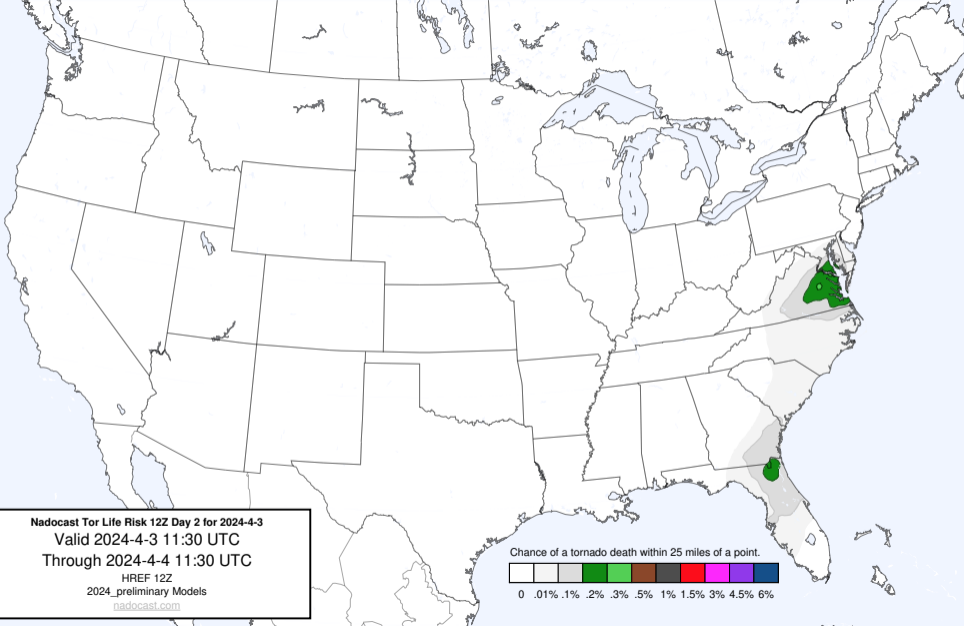 Nadocast Tor Life Risk 12Z Day 2 for 2024-4-3
Valid 2024-4-3 11:30 UTC
Through 2024-4-4 11:30 UTC
HREF 12Z
2024_preliminary Models
nadocast.com
Chance of a tornado death within 25 miles of a point.
0 .01% .1% .2% .3% .5% 1% 1.5% 3% 4.5% 6%